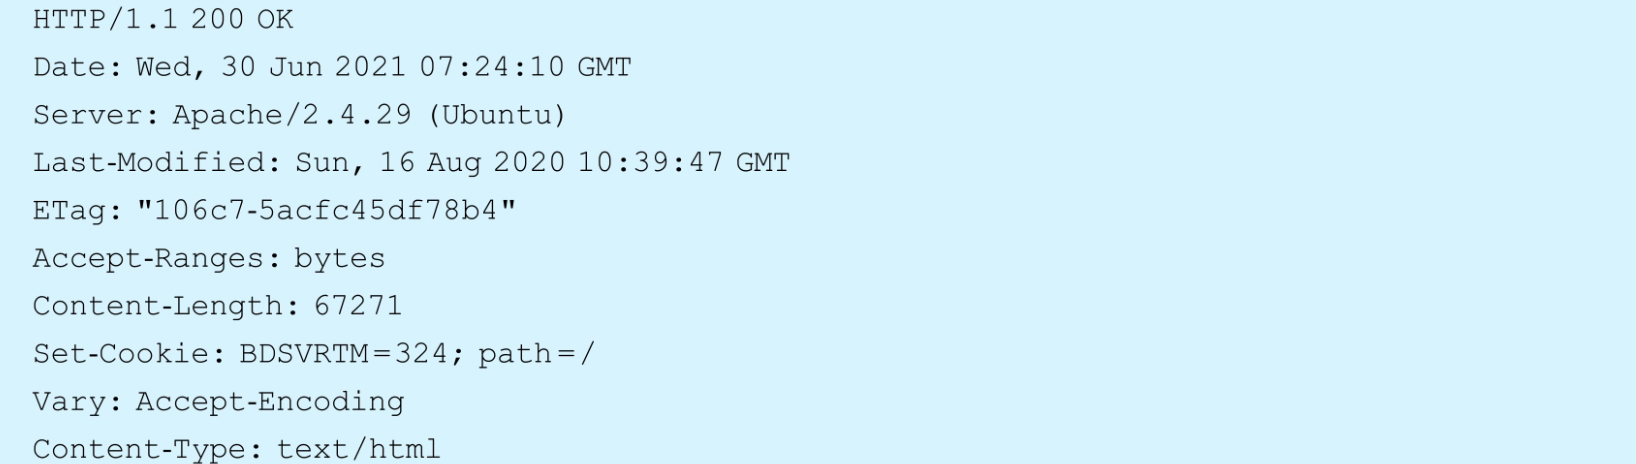 HTTP/1.1 200 OK
Date: Wed, 30 Jun 2021 07:24:10 GMT
Server: Apache/2.4.29 (Ubuntu)
Last-Modified: Sun, 16 Aug 2020 10:39:47 GMT
ETag: "106c7-5acfc45df78b4"
Accept-Ranges: bytes
Content-Length: 67271
Set-Cookie: BDSVRTM=324; path=/
Vary: Accept-Encoding
Content-Type: text/html